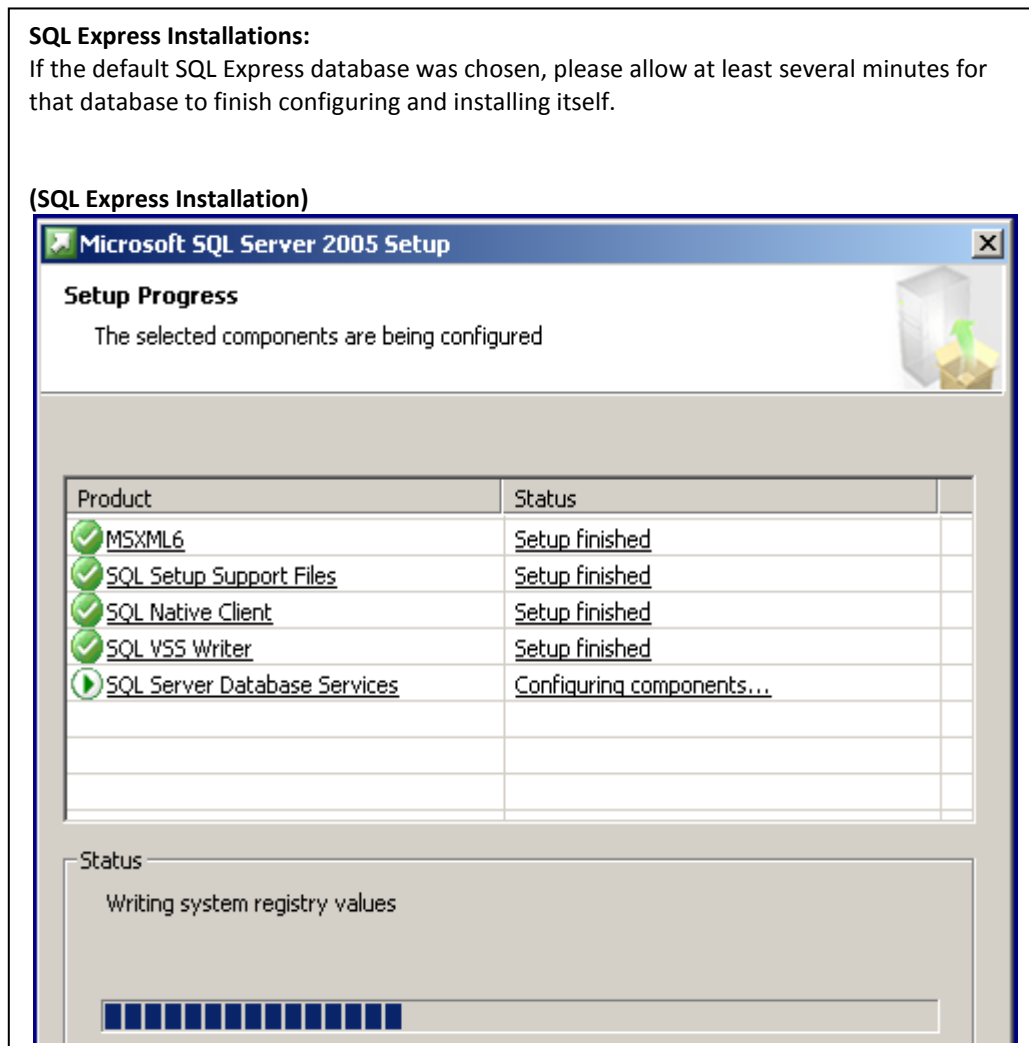 SQL Express Installations:
If the default SQL Express database was chosen, please allow at least several minutes for
that database to finish configuring and installing itself.
(SQL Express Installation)
Microsoft SQL Server 2005 Setup
Setup Progress
The selected components are being configured
Product Status
MSXML6 Setup finished
SQL Setup Support Files Setup finished
SQL Native Client Setup finished
SQL VSS Writer Setup finished
SQL Server Database Services Configuring components...
Status
Writing system registry values